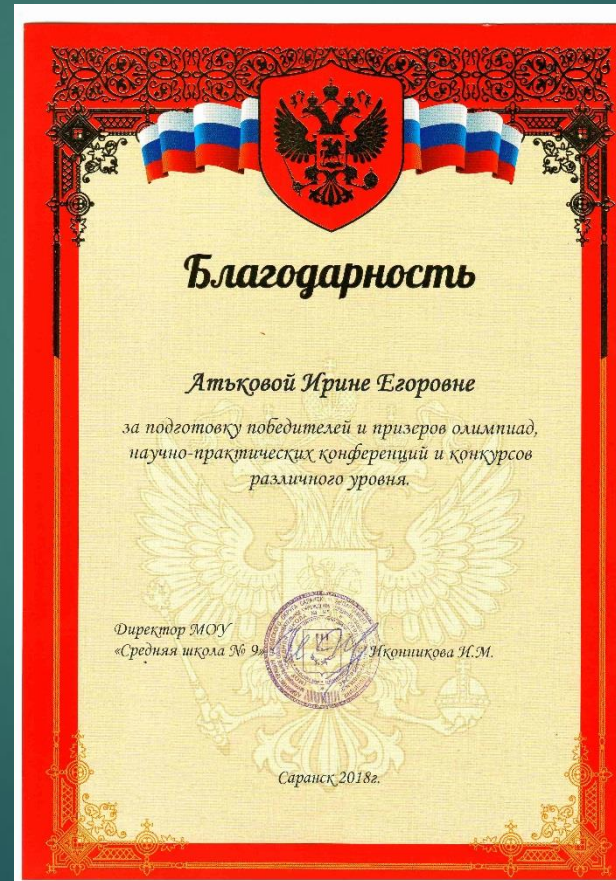 Благодарность
Атьковой Ирине Егоровне
за подготовку победителей и призеров олимпиад,
научно-практических конференций и конкурсов
различного уровня.
Директор МОУ
«Средняя школа № 9» Иконникова И.М.
Саранск 2018г.